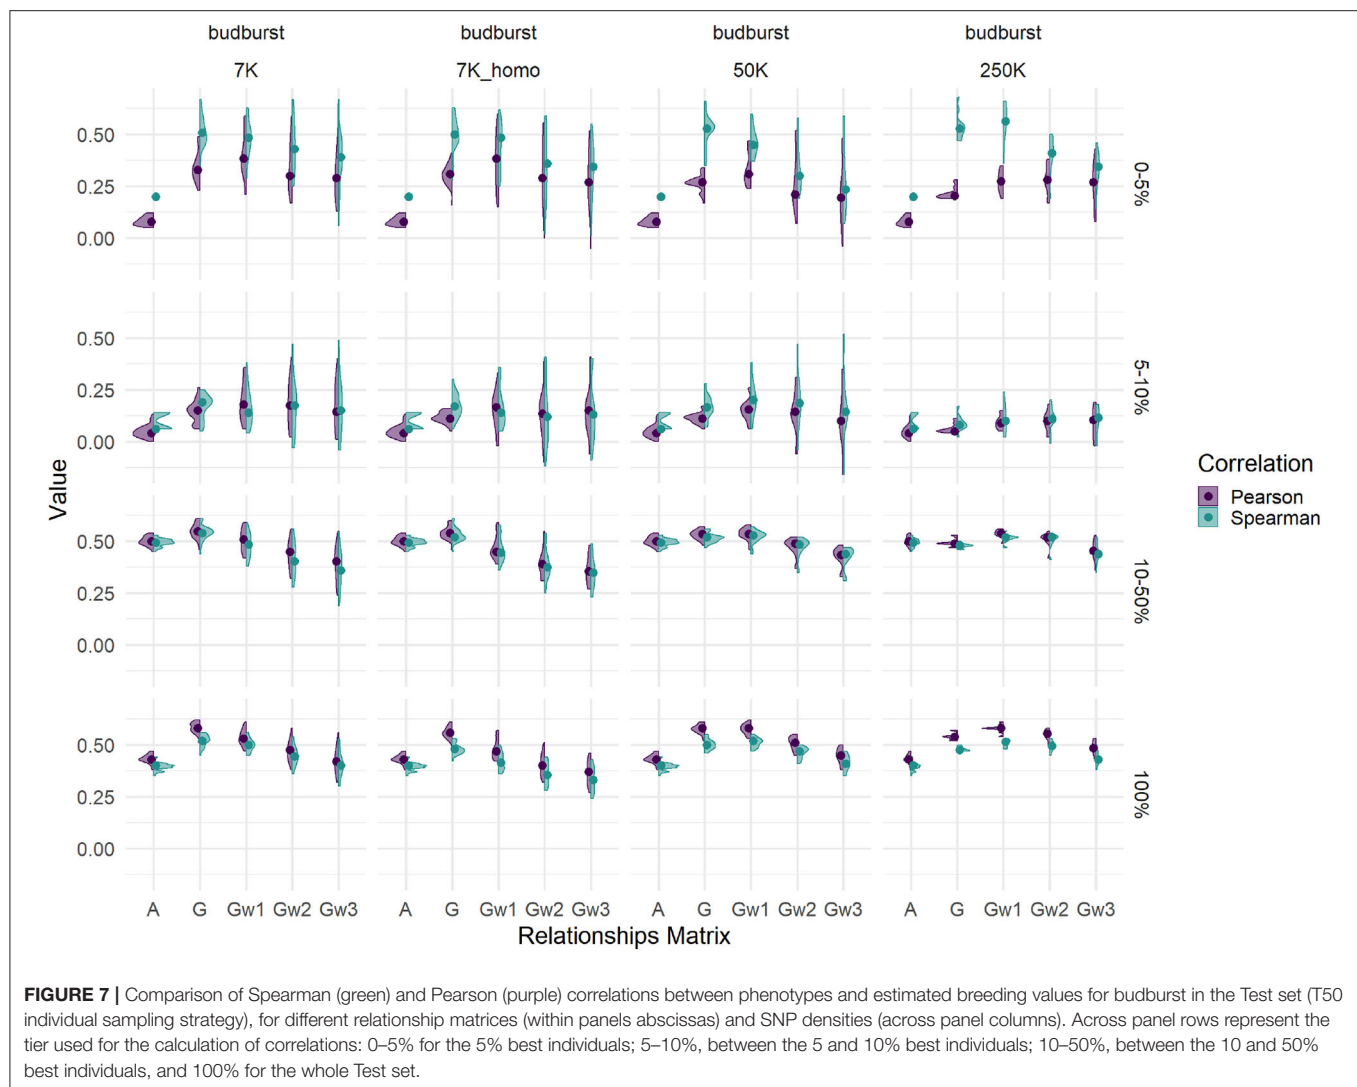 budburst budburst budburst budburst
7K 7K_homo 50K 250K
0.50
0.25
0.00
0-5%
0.50
0.25
0.00
5-10%
0.50
0.25
0.00
10-50%
0.50
0.25
0.00
100%
Value
Correlation
Pearson
Spearman
A G Gw1 Gw2 Gw3 A G Gw1 Gw2 Gw3 A G Gw1 Gw2 Gw3 A G Gw1 Gw2 Gw3
Relationships Matrix
FIGURE 7 | Comparison of Spearman (green) and Pearson (purple) correlations between phenotypes and estimated breeding values for budburst in the Test set (T50
individual sampling strategy), for different relationship matrices (within panels abscissas) and SNP densities (across panel columns). Across panel rows represent the
tier used for the calculation of correlations: 0–5% for the 5% best individuals; 5–10%, between the 5 and 10% best individuals; 10–50%, between the 10 and 50%
best individuals, and 100% for the whole Test set.